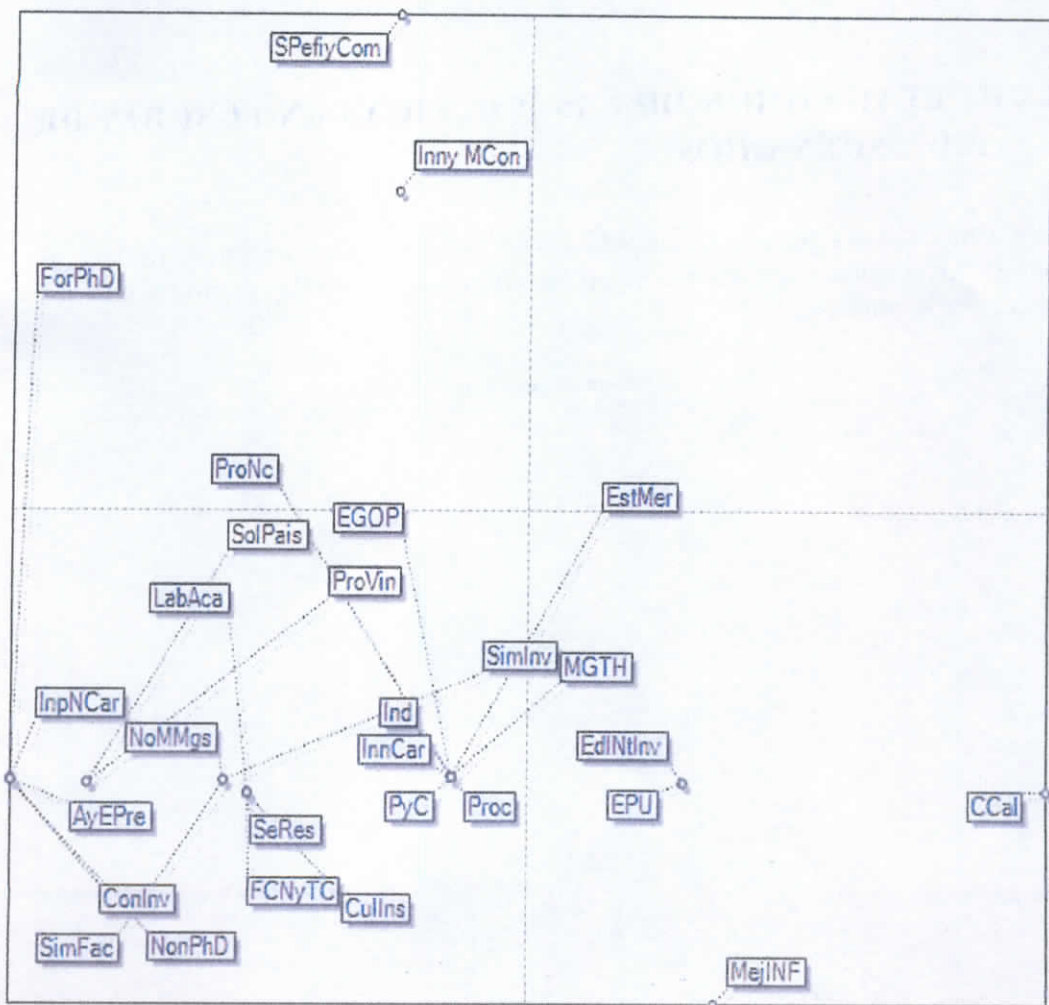 SPefiyCom
Inny MCon
ForPhD
ProNc
EstMer
EGOP
SolPais
ProVin
LabAca
SimInv
MGTH
InpNCar
Ind
NoMMgs
InnCar
EdINtInv
PyC
Proc
EPU
CCal
AyEPre
SeRes
FCNyTC
ConInv
CulIns
SimFac
NonPhD
MejINF